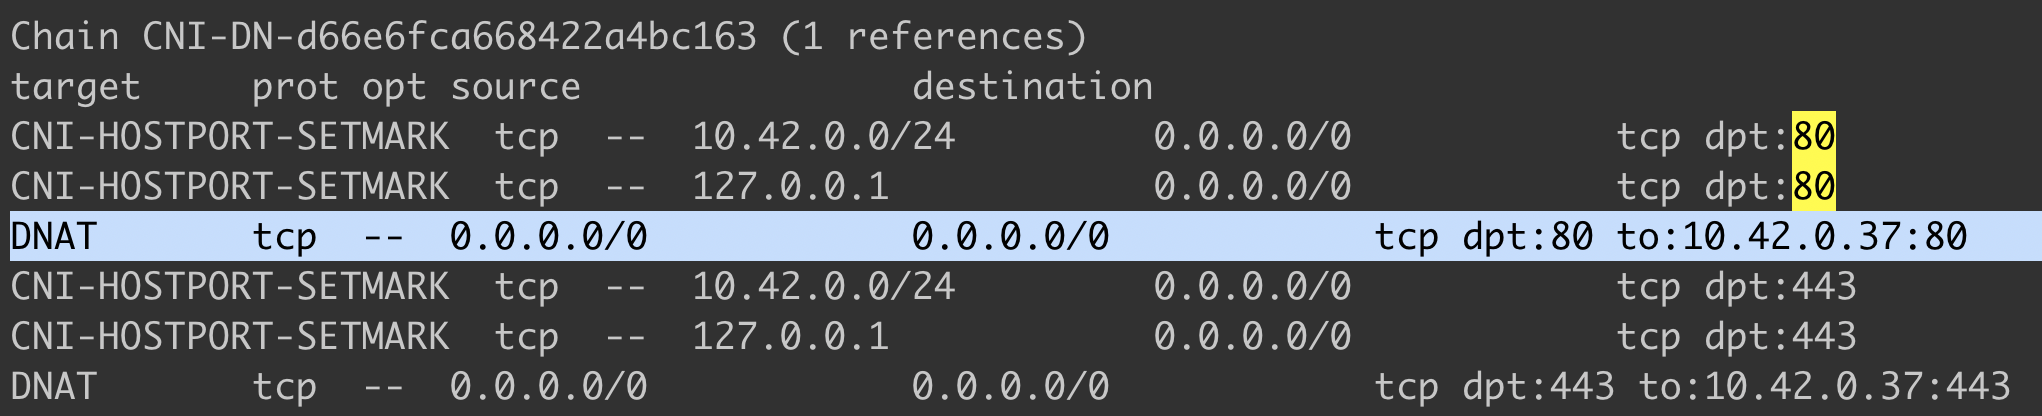 Chain CNI-DN-d66e6fca668422a4bc163 (1 references)
target     prot opt source               destination
CNI-HOSTPORT-SETMARK  tcp  --  10.42.0.0/24         0.0.0.0/0            tcp dpt:80
CNI-HOSTPORT-SETMARK  tcp  --  127.0.0.1            0.0.0.0/0            tcp dpt:80
DNAT       tcp  --  0.0.0.0/0            0.0.0.0/0            tcp dpt:80 to:10.42.0.37:80
CNI-HOSTPORT-SETMARK  tcp  --  10.42.0.0/24         0.0.0.0/0            tcp dpt:443
CNI-HOSTPORT-SETMARK  tcp  --  127.0.0.1            0.0.0.0/0            tcp dpt:443
DNAT       tcp  --  0.0.0.0/0            0.0.0.0/0            tcp dpt:443 to:10.42.0.37:443